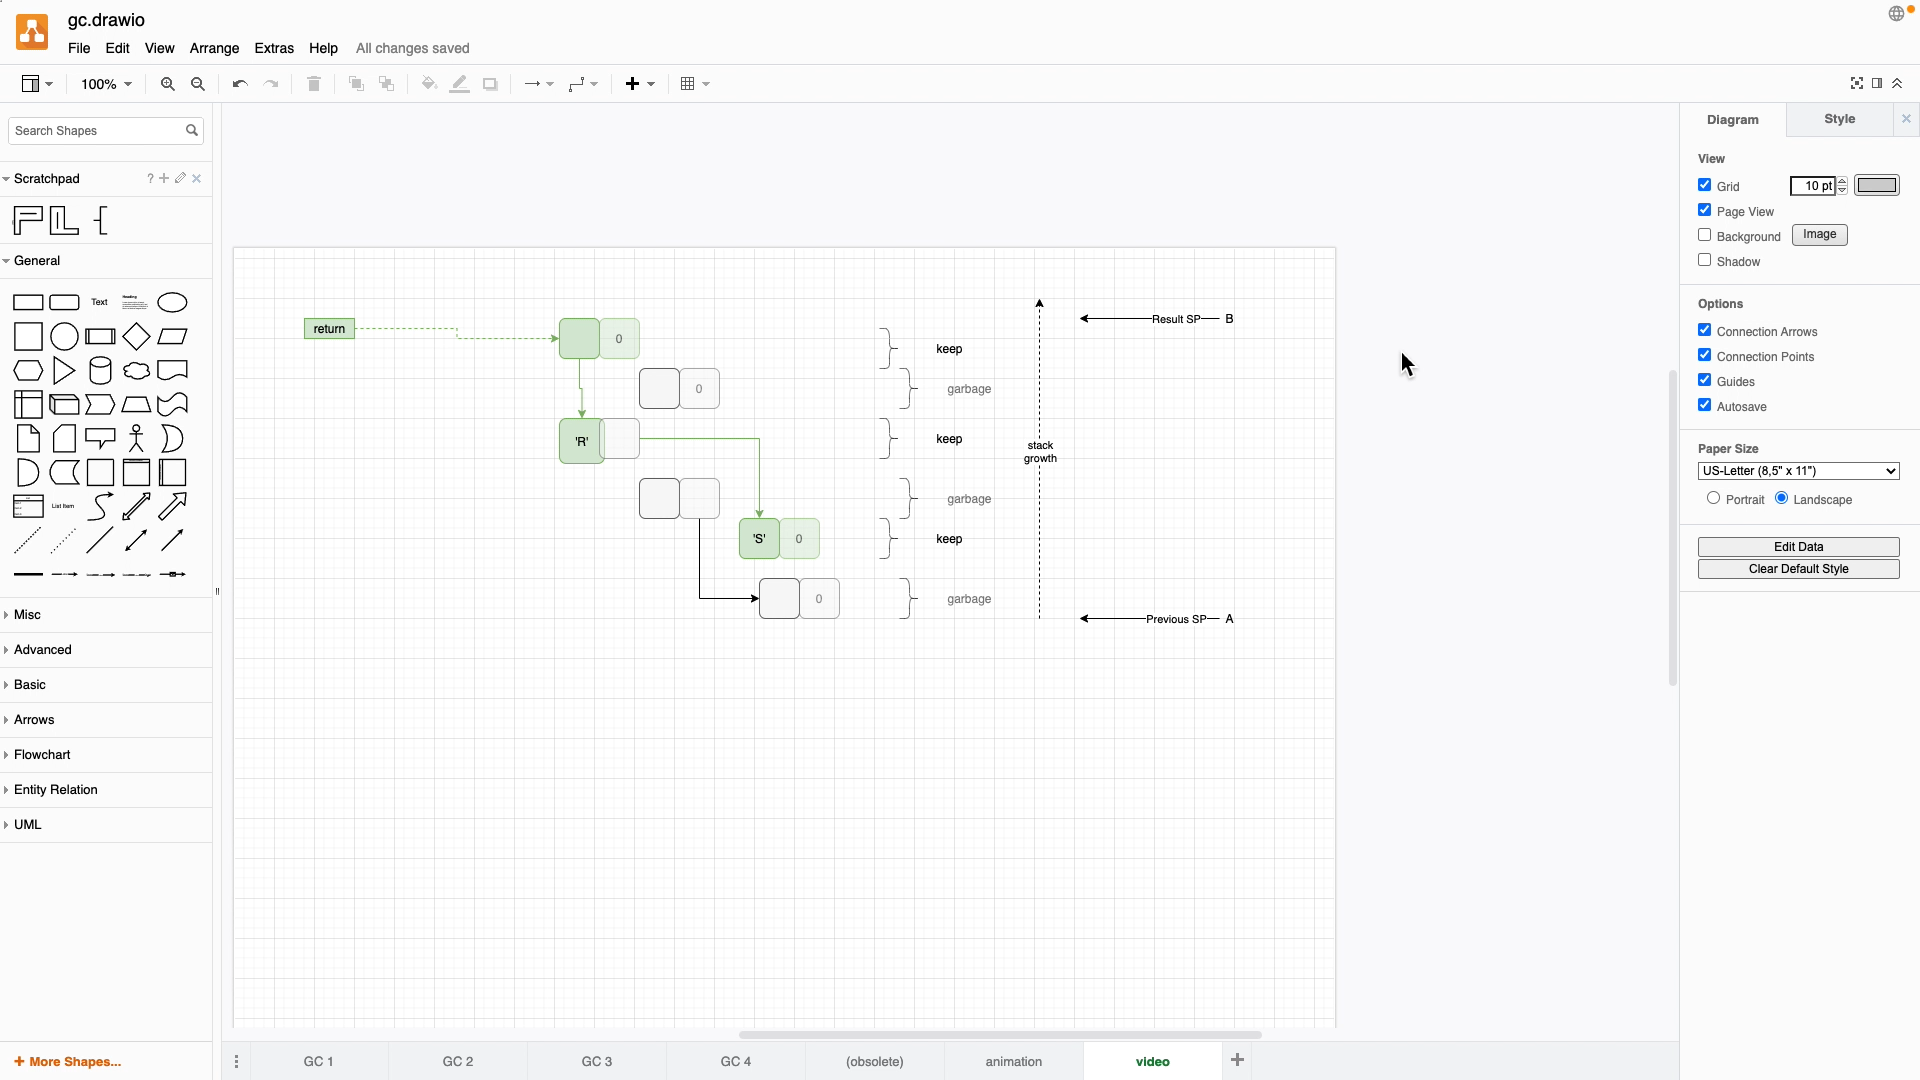 gc.drawio
File Edit View Arrange Extras Help All changes saved
100%
Search Shapes
Scratchpad
?
General
Text
Heading
List Item
Misc
Advanced
Basic
Arrows
Flowchart
Entity Relation
UML
+ More Shapes...
return
0
keep
0
garbage
'R'
keep
garbage
'S'
0
keep
0
garbage
stack
growth
Result SP
B
Previous SP
A
GC 1
GC 2
GC 3
GC 4
(obsolete)
animation
video
Diagram
Style
View
Grid
10 pt
Page View
Background
Image
Shadow
Options
Connection Arrows
Connection Points
Guides
Autosave
Paper Size
US-Letter (8,5" x 11")
Portrait
Landscape
Edit Data
Clear Default Style